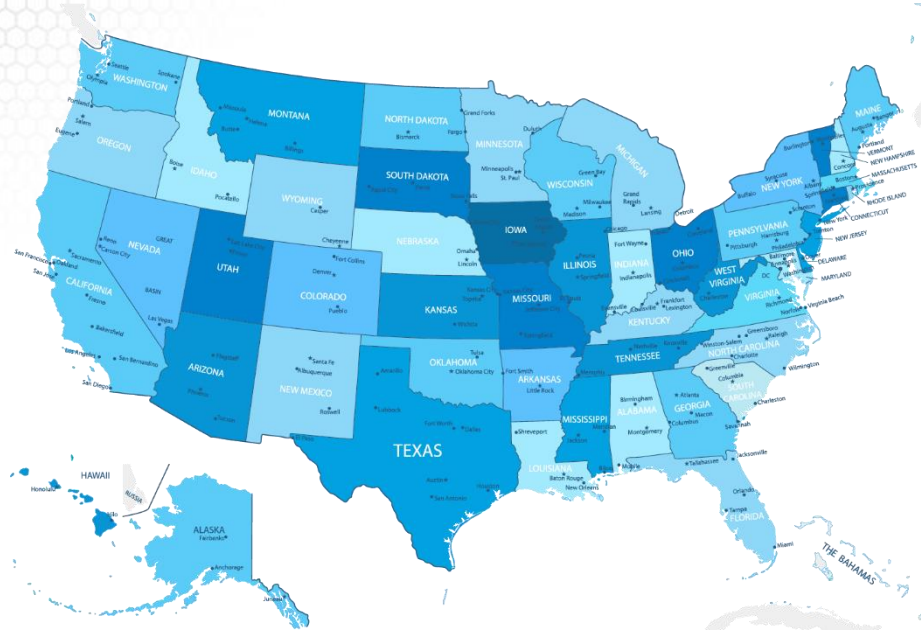 WASHINGTON
Seattle
Olympia
Spokane
Portland
Salem
Eugene
OREGON
IDAHO
Boise
Pocatello
MONTANA
Missoula
Helena
Butte
Billings
NORTH DAKOTA
Bismarck
Grand Forks
Fargo
SOUTH DAKOTA
Rapid City
Pierre
Sioux Falls
MINNESOTA
Duluth
Minneapolis
St. Paul
WISCONSIN
Green Bay
Milwaukee
Madison
MICHIGAN
Grand
Rapids
Lansing
Detroit
WYOMING
Casper
Cheyenne
NEBRASKA
Omaha
Lincoln
IOWA
Chicago
ILLINOIS
Peoria
Springfield
INDIANA
Fort Wayne
Indianapolis
Evansville
OHIO
NEVADA
Reno
Carson City
GREAT
BASIN
Las Vegas
UTAH
Salt Lake City
COLORADO
Fort Collins
Denver
Pueblo
KANSAS
Kansas City
Topeka
Wichita
MISSOURI
Kansas City
Jefferson City
St. Louis
Springfield
KENTUCKY
Louisville
Frankfort
Lexington
WEST
VIRGINIA
Charleston
VIRGINIA
Richmond
Norfolk
Virginia Beach
CALIFORNIA
San Francisco
Oakland
Sacramento
San Jose
Fresno
Bakersfield
Los Angeles
San Bernardino
San Diego
ARIZONA
Flagstaff
Phoenix
Tucson
NEW MEXICO
Santa Fe
Albuquerque
Roswell
El Paso
TEXAS
Amarillo
Lubbock
Fort Worth
Dallas
Austin
Houston
San Antonio
OKLAHOMA
Tulsa
Oklahoma City
ARKANSAS
Fort Smith
Little Rock
TENNESSEE
Nashville
Knoxville
Memphis
MISSISSIPPI
Meridian
Jackson
Biloxi
LOUISIANA
Shreveport
Baton Rouge
New Orleans
ALABAMA
Birmingham
Montgomery
Mobile
GEORGIA
Atlanta
Macon
Columbus
Savannah
NORTH CAROLINA
Greensboro
Winston-Salem
Raleigh
Charlotte
Wilmington
SOUTH
CAROLINA
Greenville
Columbia
Charleston
FLORIDA
Tallahassee
Jacksonville
Orlando
Tampa
Miami
THE BAHAMAS
MAINE
Bangor
Augusta
Portland
Burlington
Concord
VERMONT
NEW HAMPSHIRE
MASSACHUSETTS
Boston
Springfield
Providence
RHODE ISLAND
CONNECTICUT
NEW YORK
Syracuse
Buffalo
Albany
New York
Trenton
NEW JERSEY
PENNSYLVANIA
Scranton
Harrisburg
Pittsburgh
Philadelphia
DELAWARE
Baltimore
Annapolis
Washington
DC
MARYLAND
HAWAII
Honolulu
Hilo
RUSSIA
ALASKA
Fairbanks
Anchorage
Juneau